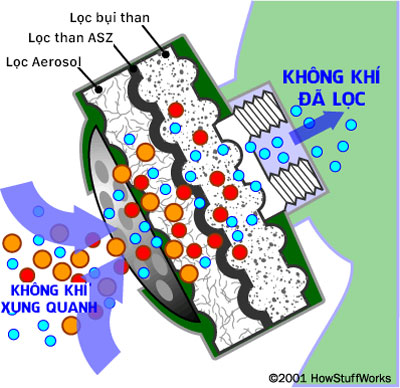 Lọc bụi than
Lọc than ASZ
Lọc Aerosol
KHÔNG KHÍ
ĐÃ LỌC
KHÔNG KHÍ
XUNG QUANH
©2001 HowStuffWorks